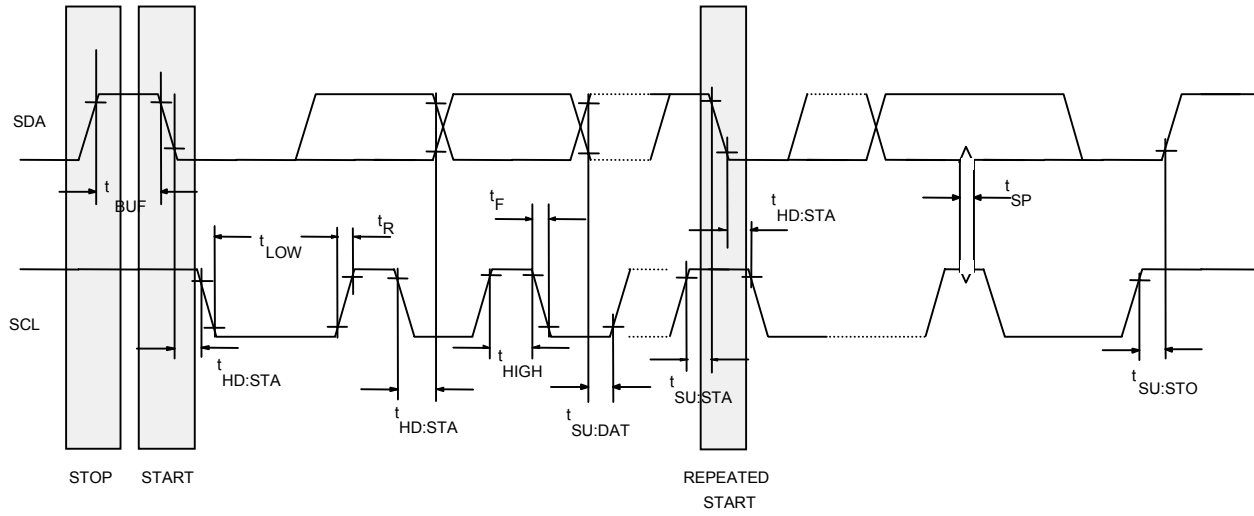 SDA
t BUF
t F
t R
t LOW
t HD:STA
t SP
SCL
t HD:STA
t HIGH
t HD:STA
t SU:DAT
t SU:STA
t SU:STO
STOP
START
REPEATED
START